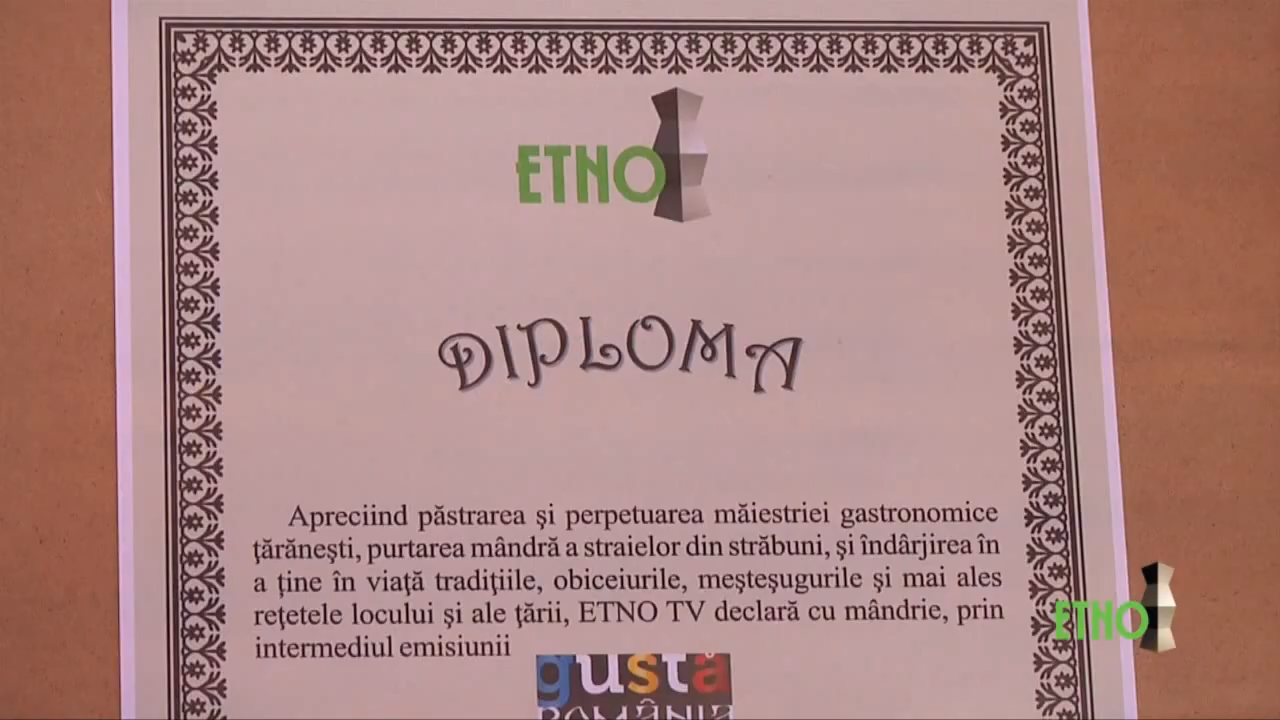 ETNO
DIPLOMA
Apreciind păstrarea şi perpetuarea măiestriei gastronomice
ţărăneşti, purtarea mândră a straielor din străbuni, şi îndârjirea în
a ţine în viaţă tradiţiile, obiceiurile, meşteşugurile şi mai ales
reţetele locului şi ale ţării, ETNO TV declară cu mândrie, prin
intermediul emisiunii
gustă
ROMÂNIA
ETNO